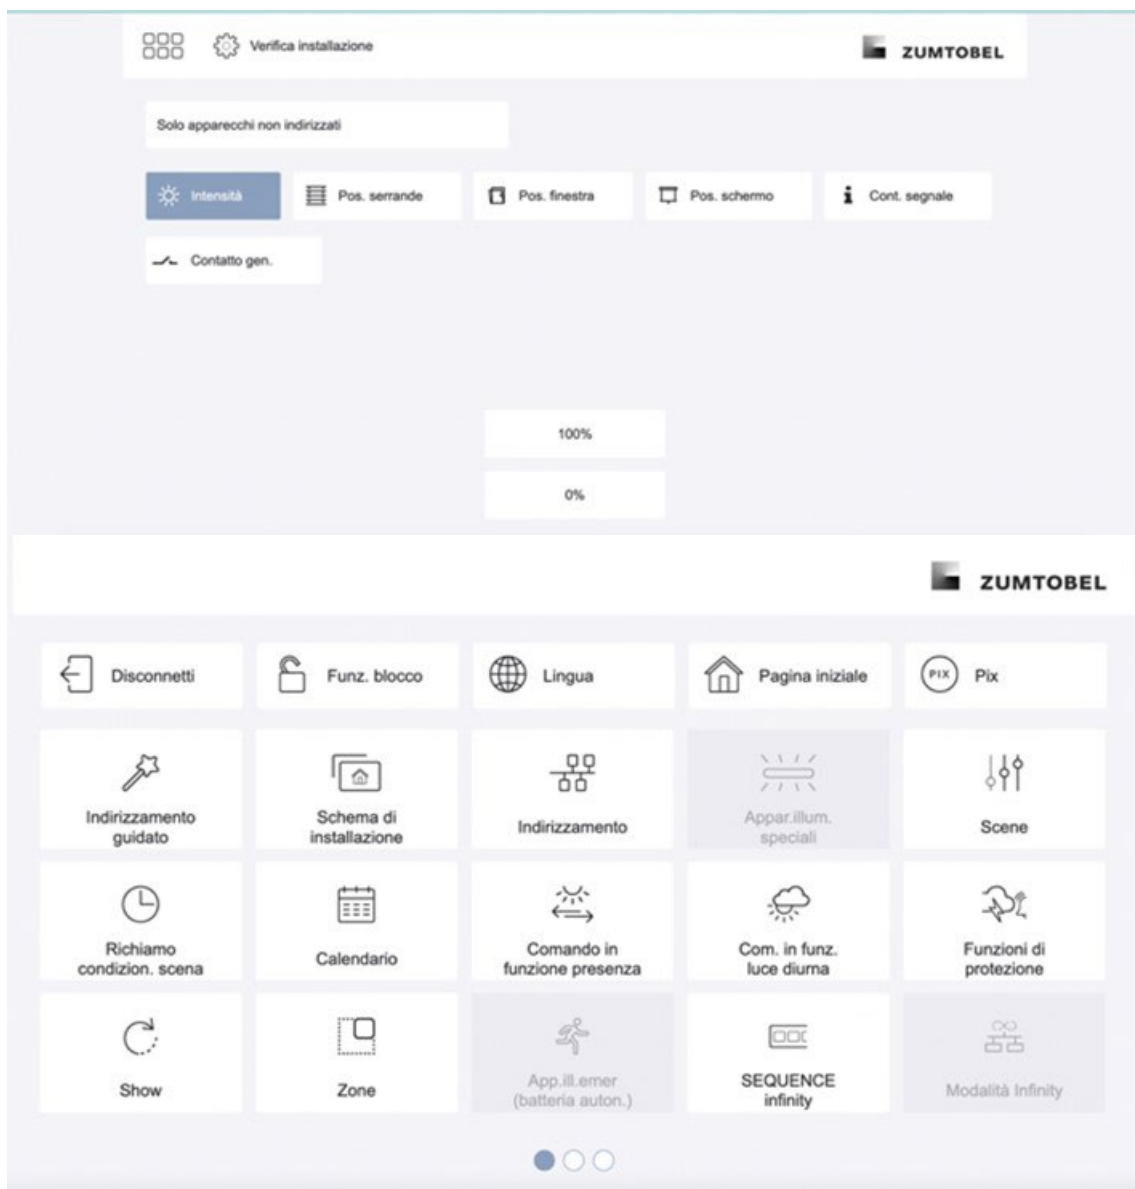 Verifica installazione
ZUMTOBEL
Solo apparecchi non indirizzati
Intensità
Pos. serrande
Pos. finestra
Pos. schermo
Cont. segnale
Contatto gen.
100%
0%
ZUMTOBEL
Disconnetti
Funz. blocco
Lingua
Pagina iniziale
PIX
Pix
Indirizzamento
guidato
Schema di
installazione
Indirizzamento
Appar.illum.
speciali
Scene
Richiamo
condizion. scena
Calendario
Comando in
funzione presenza
Com. in funz.
luce diurna
Funzioni di
protezione
Show
Zone
App.ill.emer
(batteria auton.)
SEQUENCE
infinity
Modalità Infinity